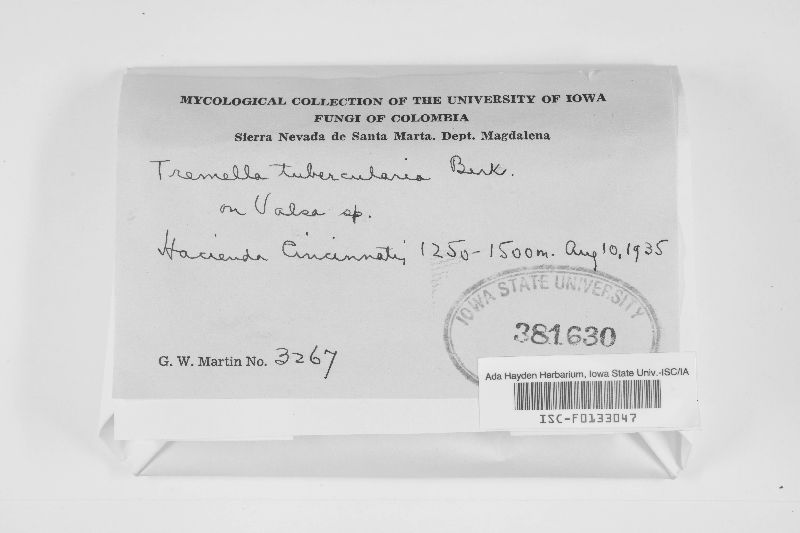 MYCOLOGICAL COLLECTION OF THE UNIVERSITY OF IOWA
FUNGI OF COLOMBIA
Sierra Nevada de Santa Marta. Dept. Magdalena
Tremella tubercularia Berk.
on Valsa sp.
Hacienda Cincinnati, 1250-1500m. Aug 10, 1935
IOWA STATE UNIVERSITY
381630
G. W. Martin No. 3267
Ada Hayden Herbarium, Iowa State Univ.-ISC/IA
ISC-F0133047